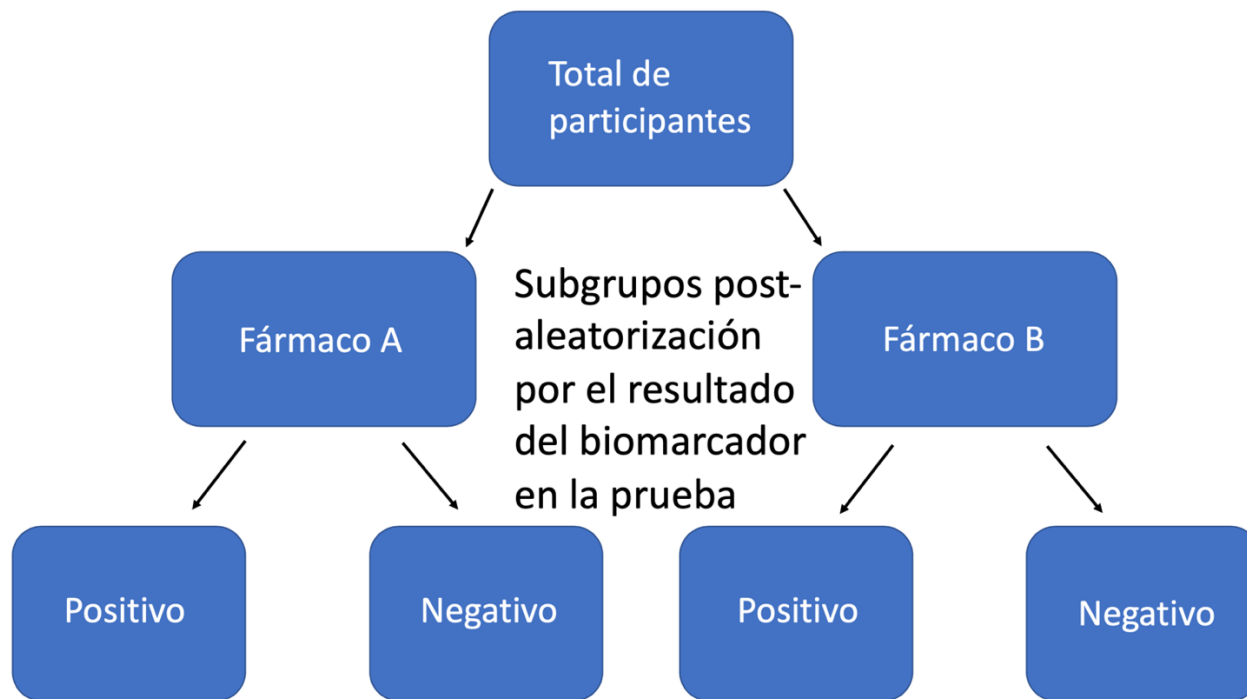 Total de
participantes
Fármaco A
Subgrupos post-
aleatorización
por el resultado
del biomarcador
en la prueba
Fármaco B
Positivo
Negativo
Positivo
Negativo